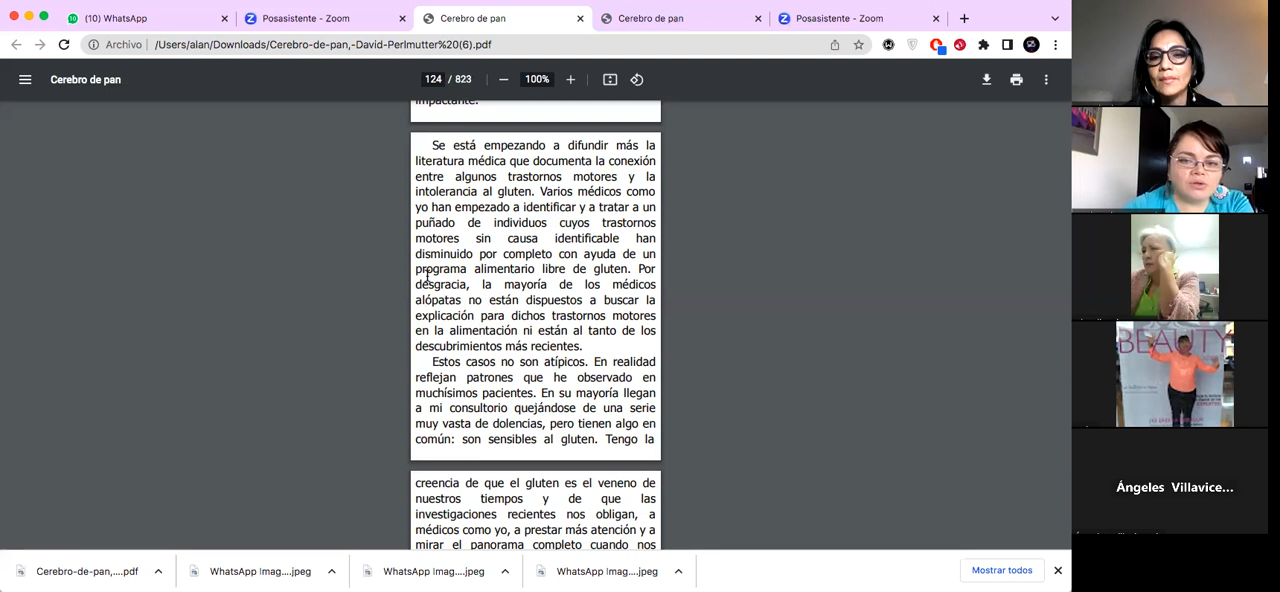 (10) WhatsApp
Posasistente - Zoom
Cerebro de pan
Cerebro de pan
Posasistente - Zoom
Archivo
/Users/alan/Downloads/Cerebro-de-pan,-David-Perlmutter%20(6).pdf
Cerebro de pan
124 / 823
100%
impactante.
Se está empezando a difundir más la
literatura médica que documenta la conexión
entre algunos trastornos motores y la
intolerancia al gluten. Varios médicos como
yo han empezado a identificar y a tratar a un
puñado de individuos cuyos trastornos
motores sin causa identificable han
disminuido por completo con ayuda de un
programa alimentario libre de gluten. Por
desgracia, la mayoría de los médicos
alópatas no están dispuestos a buscar la
explicación para dichos trastornos motores
en la alimentación ni están al tanto de los
descubrimientos más recientes.
Estos casos no son atípicos. En realidad
reflejan patrones que he observado en
muchísimos pacientes. En su mayoría llegan
a mi consultorio quejándose de una serie
muy vasta de dolencias, pero tienen algo en
común: son sensibles al gluten. Tengo la
creencia de que el gluten es el veneno de
nuestros tiempos y de que las
investigaciones recientes nos obligan, a
médicos como yo, a prestar más atención y a
mirar el panorama completo cuando nos
Cerebro-de-pan,....pdf
WhatsApp Imag....jpeg
WhatsApp Imag....jpeg
WhatsApp Imag....jpeg
Mostrar todos
BEAUTY
Ángeles Villavice...